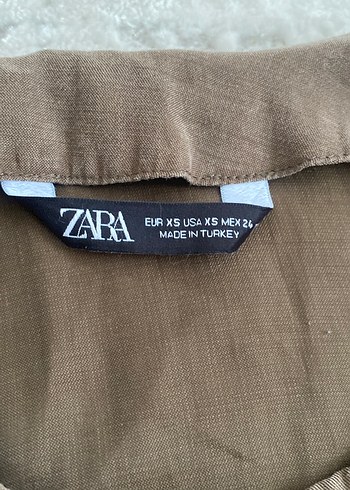 ZARA
EUR XS USA XS MEX 24
MADE IN TURKEY